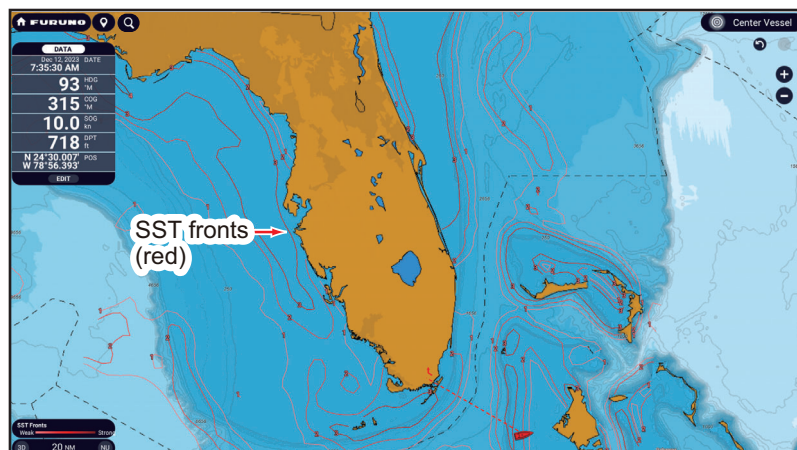 FURUNO
Center Vessel
DATA
Dec 12, 2023 DATE
7:35:30 AM
93 HDG °M
315 COG °M
10.0 SOG kn
718 DPT ft
N 24°30.007' POS
W 78°56.393'
EDIT
SST fronts
(red)
SST Fronts
Weak Strong
3D 20 NM NU